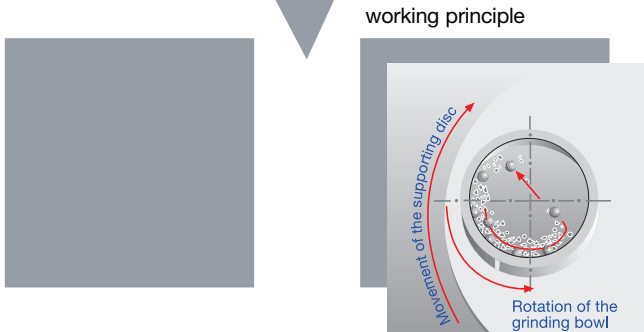 working principle
Movement of the supporting disc
Rotation of the
grinding bowl